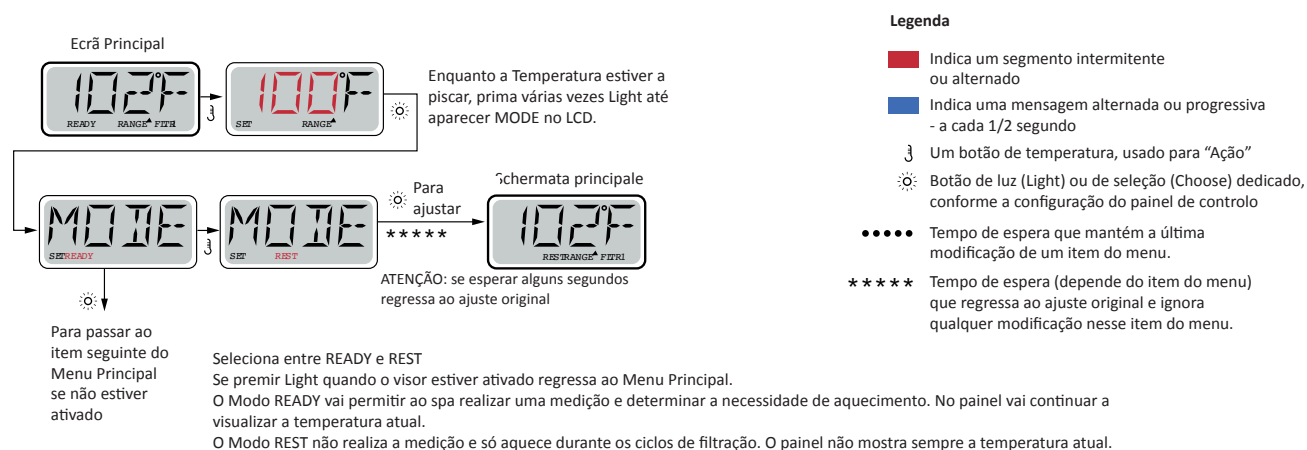 Ecrã Principal
102°F
READY RANGE FITR1
100°F
SET RANGE
Enquanto a Temperatura estiver a
piscar, prima várias vezes Light até
aparecer MODE no LCD.
MODE
SET READY
MODE
SET REST
Para
ajustar
*****
Schermata principale
102°F
REST RANGE FITR1
ATENÇÃO: se esperar alguns segundos
regressa ao ajuste original
Para passar ao
item seguinte do
Menu Principal
se não estiver
ativado
Seleciona entre READY e REST
Se premir Light quando o visor estiver ativado regressa ao Menu Principal.
O Modo READY vai permitir ao spa realizar uma medição e determinar a necessidade de aquecimento. No painel vai continuar a
visualizar a temperatura atual.
O Modo REST não realiza a medição e só aquece durante os ciclos de filtração. O painel não mostra sempre a temperatura atual.
Legenda
Indica um segmento intermitente
ou alternado
Indica uma mensagem alternada ou progressiva
- a cada 1/2 segundo
Um botão de temperatura, usado para “Ação”
Botão de luz (Light) ou de seleção (Choose) dedicado,
conforme a configuração do painel de controlo
••••• Tempo de espera que mantém a última
modificação de um item do menu.
***** Tempo de espera (depende do item do menu)
que regressa ao ajuste original e ignora
qualquer modificação nesse item do menu.